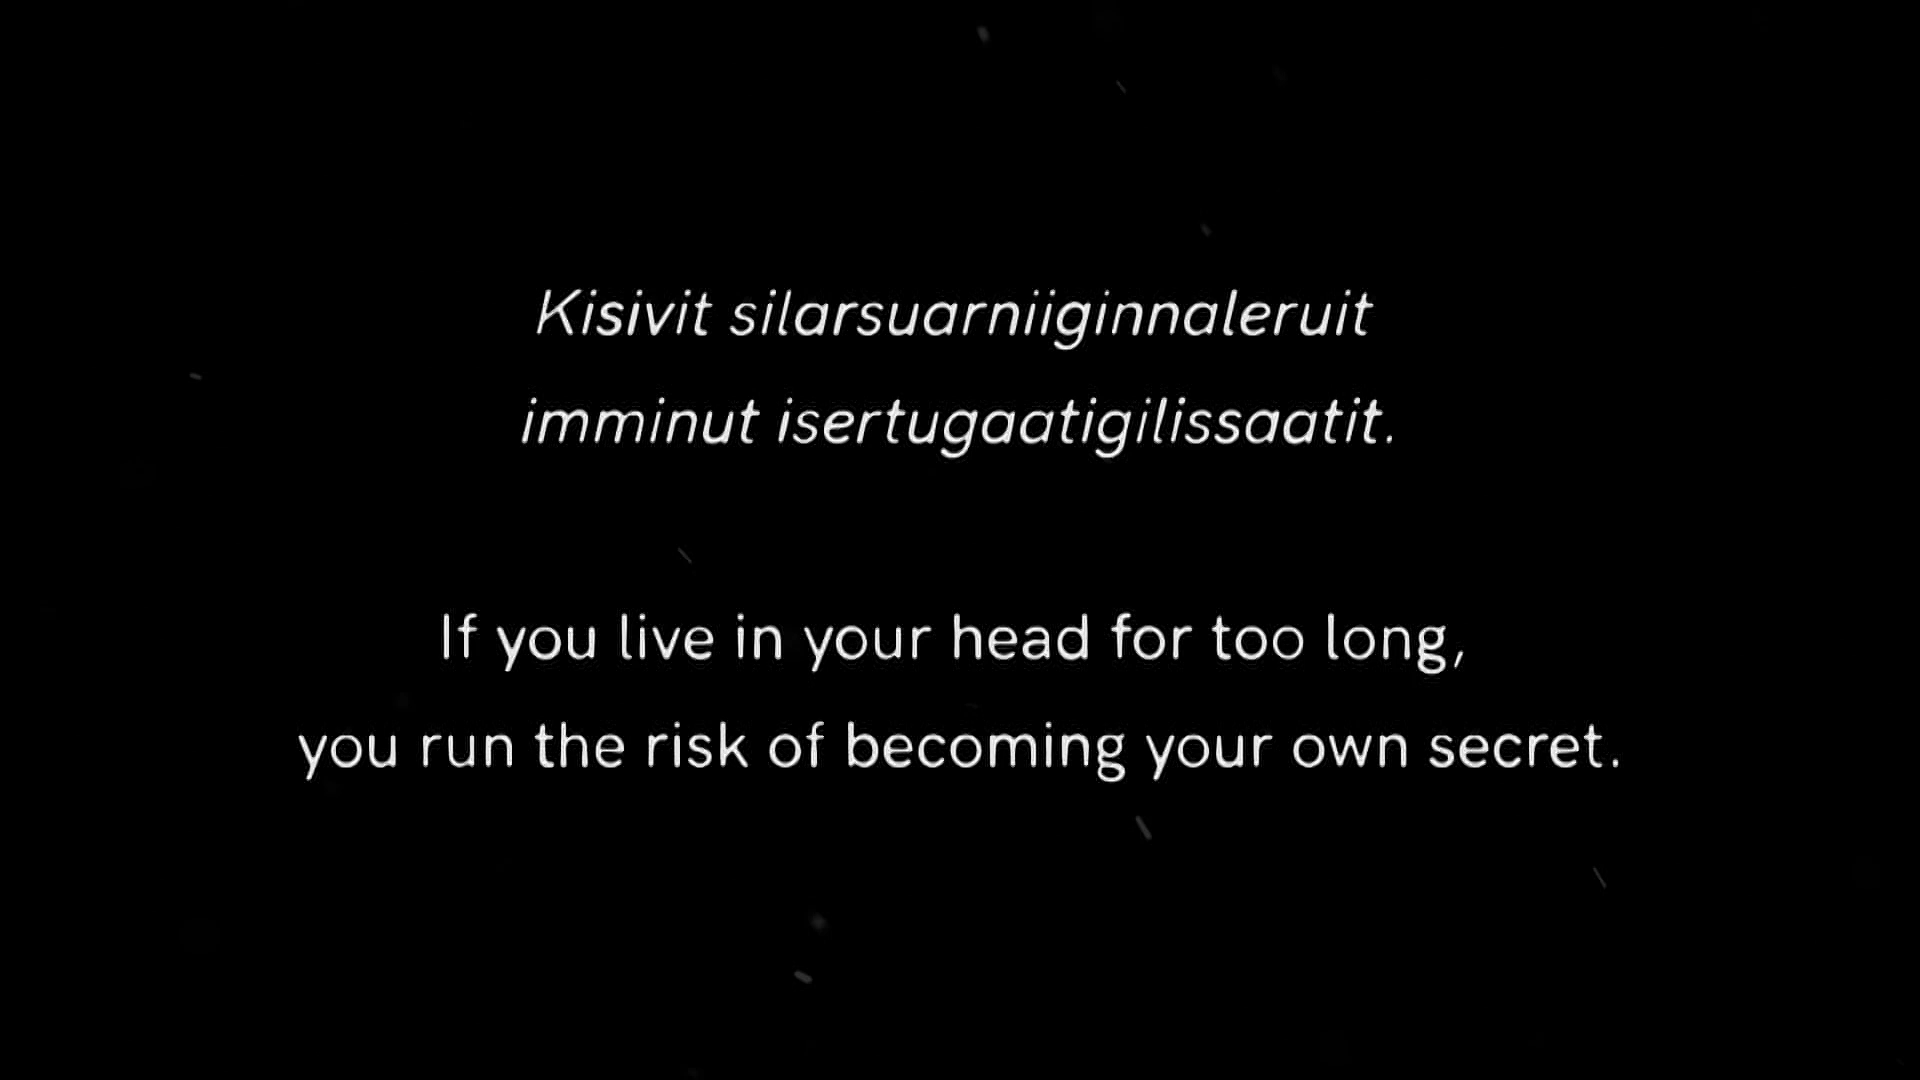 Kisivit silarsuarniiginnaleruit
imminut isertugaatigilissaatit.
If you live in your head for too long,
you run the risk of becoming your own secret.